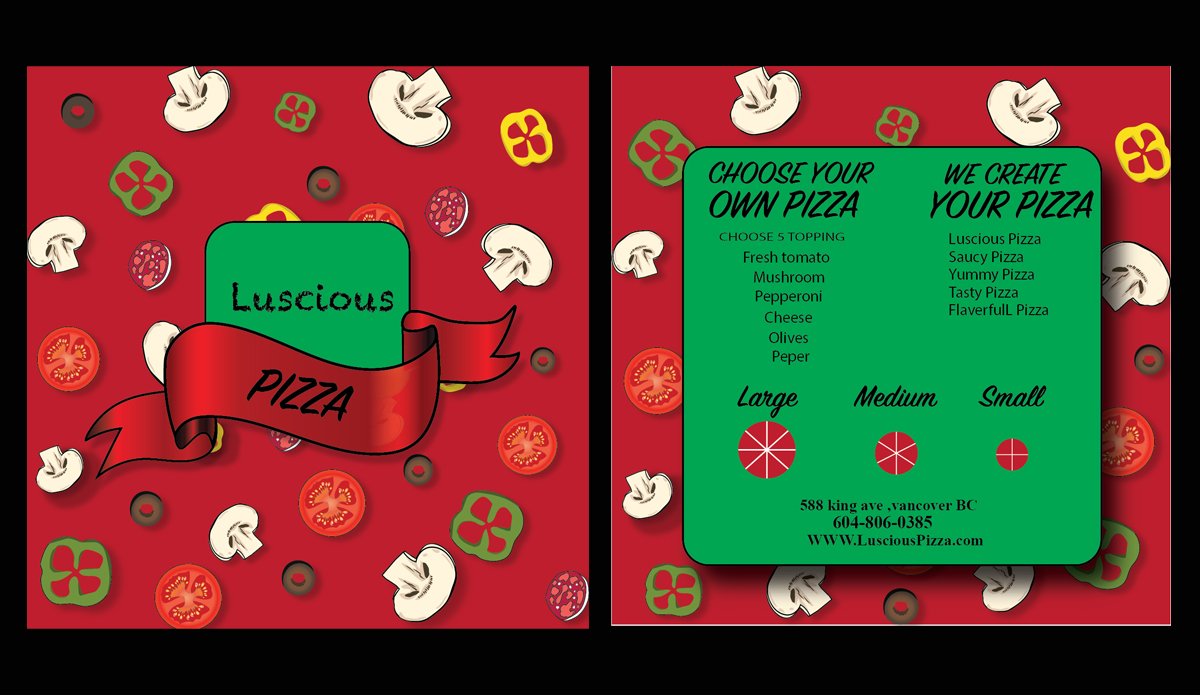 Luscious
PIZZA
CHOOSE YOUR
OWN PIZZA
CHOOSE 5 TOPPING
Fresh tomato
Mushroom
Pepperoni
Cheese
Olives
Peper
WE CREATE
YOUR PIZZA
Luscious Pizza
Saucy Pizza
Yummy Pizza
Tasty Pizza
FlaverfulL Pizza
Large Medium Small
588 king ave ,vancover BC
604-806-0385
WWW.LusciousPizza.com